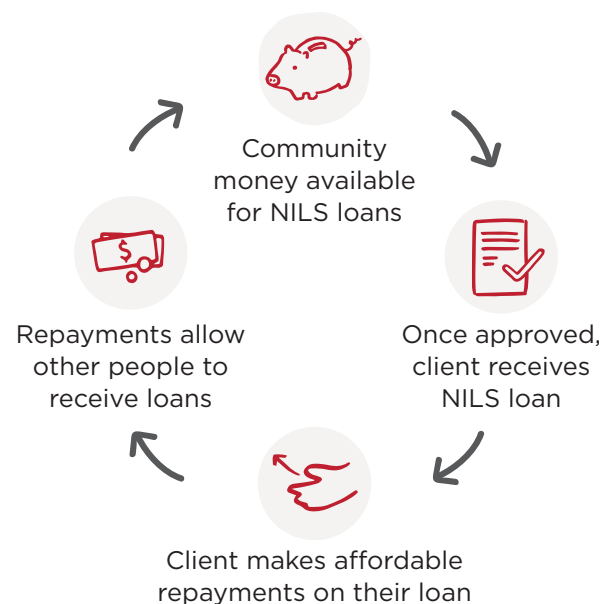 Community
money available
for NILS loans
Once approved,
client receives
NILS loan
Client makes affordable
repayments on their loan
Repayments allow
other people to
receive loans
$